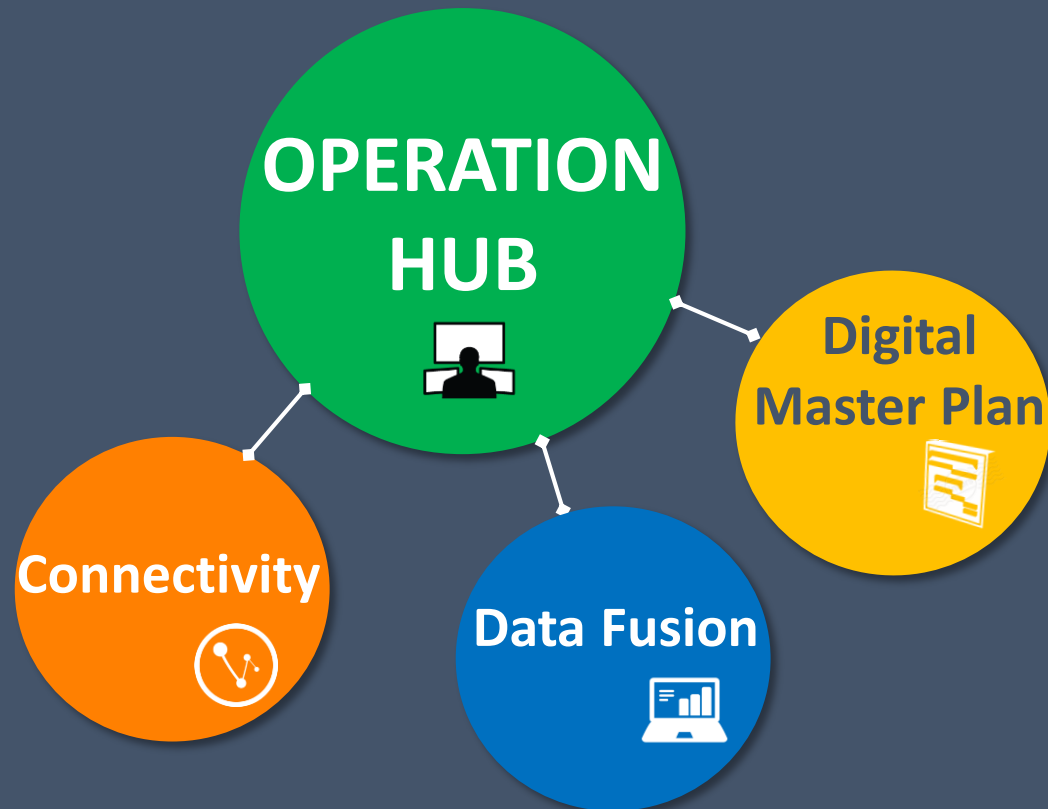 OPERATION
HUB
Digital
Master Plan
Connectivity
Data Fusion